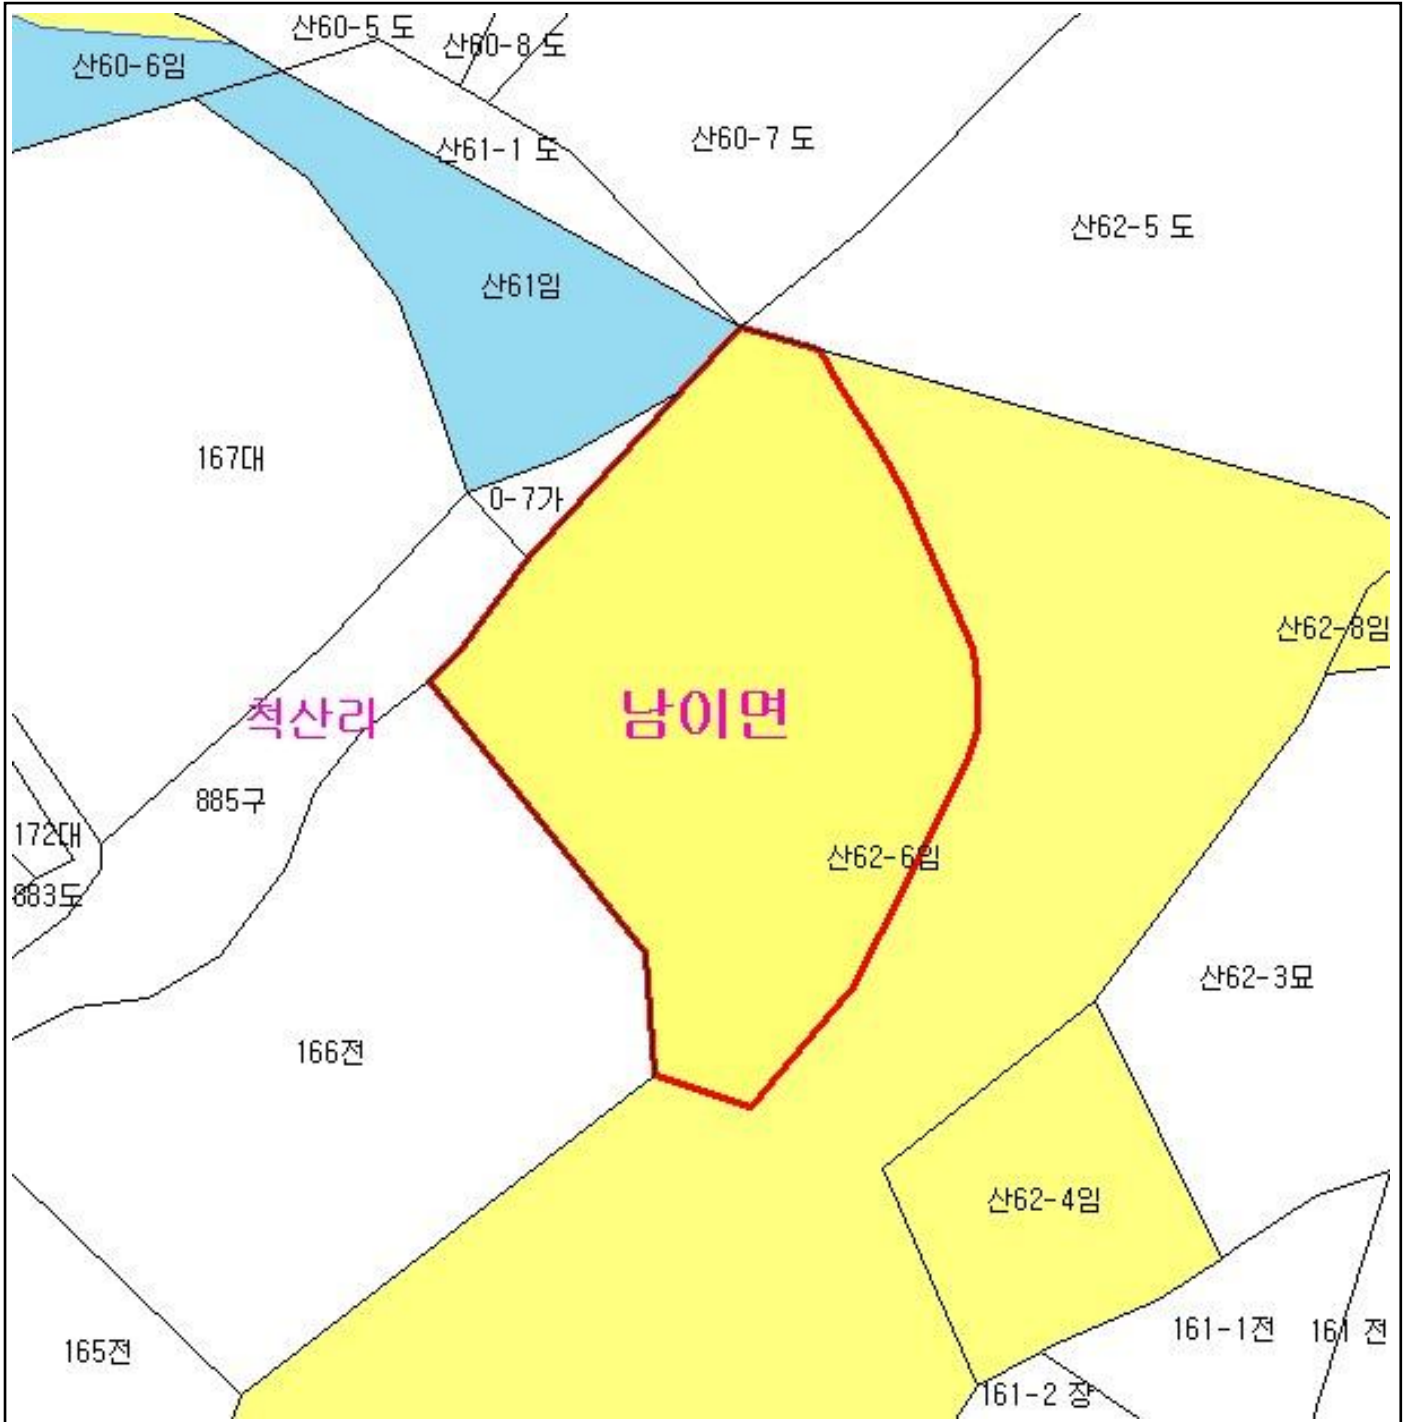 산60-5 도
산60-8 도
산60-6임
산61-1 도
산60-7 도
산62-5 도
산61임
167대
0-7가
산62-8임
척산리
남이면
885구
172대
산62-6임
883도
산62-3묘
166전
산62-4임
161-1전
161 전
165전
161-2 장